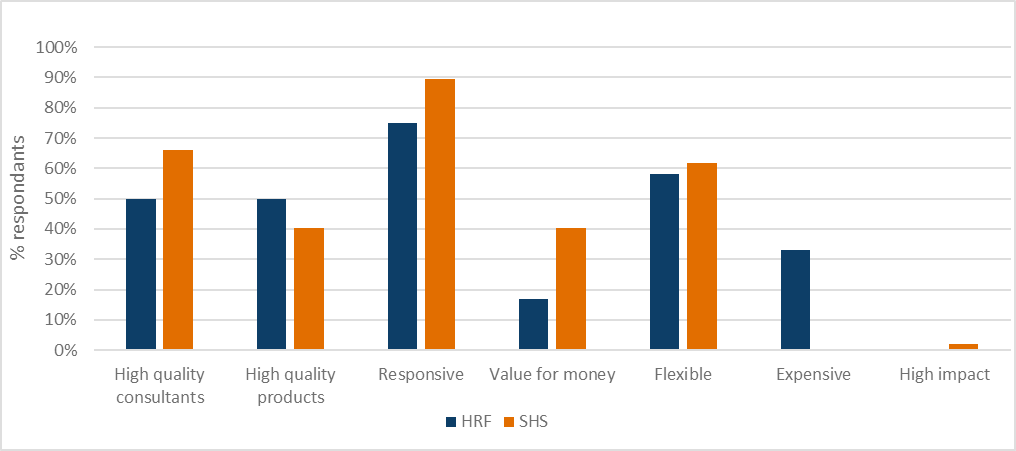 100%
90%
80%
70%
60%
50%
40%
30%
20%
10%
0%
% respondants
High quality
consultants
High quality
products
Responsive
Value for money
Flexible
Expensive
High impact
HRF
SHS